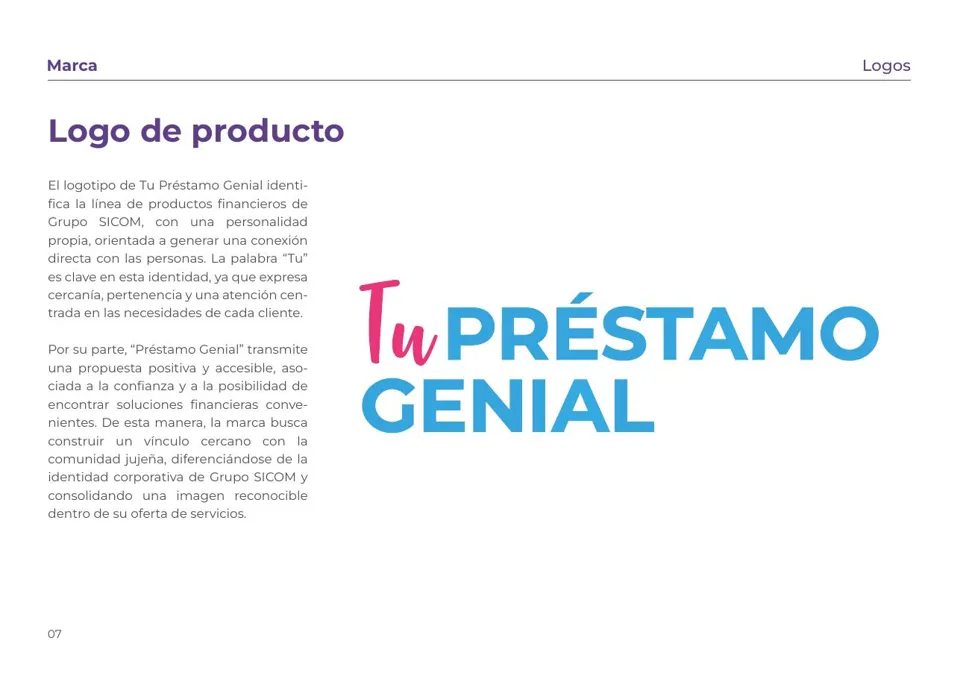 Marca
Logos
Logo de producto
El logotipo de Tu Préstamo Genial identi-
fica la línea de productos financieros de
Grupo SICOM, con una personalidad
propia, orientada a generar una conexión
directa con las personas. La palabra “Tu”
es clave en esta identidad, ya que expresa
cercanía, pertenencia y una atención cen-
trada en las necesidades de cada cliente.
Por su parte, “Préstamo Genial” transmite
una propuesta positiva y accesible, aso-
ciada a la confianza y a la posibilidad de
encontrar soluciones financieras conve-
nientes. De esta manera, la marca busca
construir un vínculo cercano con la
comunidad jujeña, diferenciándose de la
identidad corporativa de Grupo SICOM y
consolidando una imagen reconocible
dentro de su oferta de servicios.
Tu PRÉSTAMO
GENIAL
07